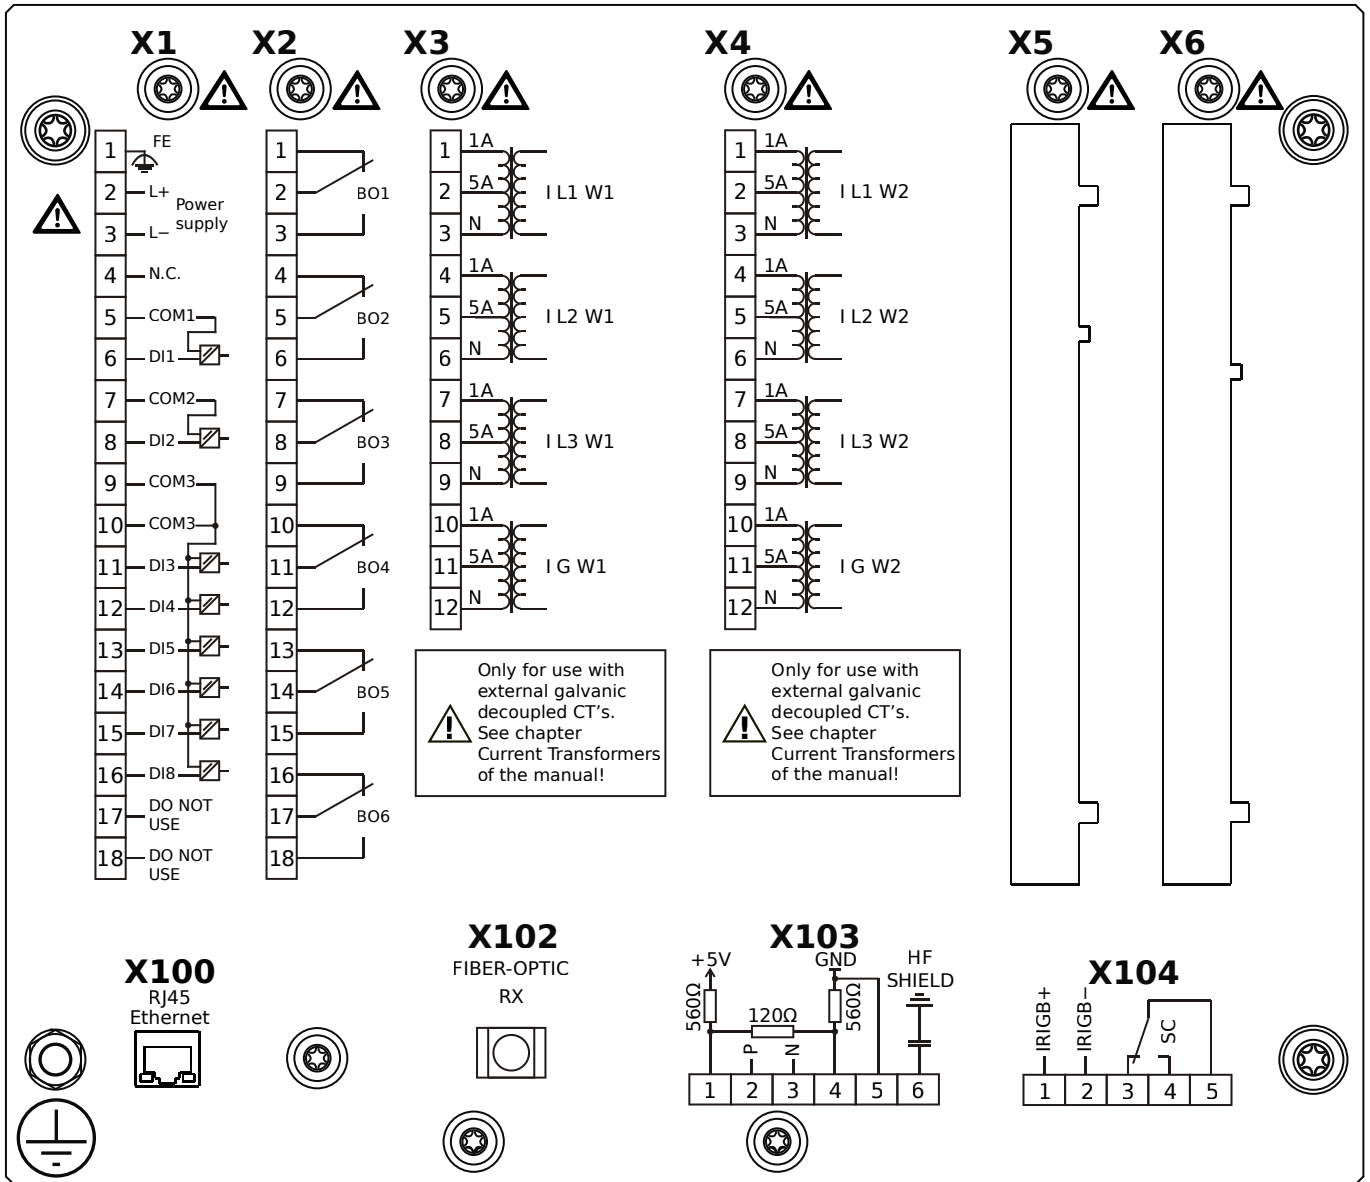 X1
X2
X3
X4
X5
X6
1
FE
2
L+
Power
supply
3
L−
4
N.C.
5
COM1
6
DI1
7
COM2
8
DI2
9
COM3
10
COM3
11
DI3
12
DI4
13
DI5
14
DI6
15
DI7
16
DI8
17
DO NOT
USE
18
DO NOT
USE
1
2
BO1
3
4
5
BO2
6
7
8
BO3
9
10
11
BO4
12
13
14
BO5
15
16
17
BO6
18
1
1A
2
5A
I L1 W1
3
N
4
1A
5
5A
I L2 W1
6
N
7
1A
8
5A
I L3 W1
9
N
10
1A
11
5A
I G W1
12
N
Only for use with
external galvanic
decoupled CT's.
See chapter
Current Transformers
of the manual!
1
1A
2
5A
I L1 W2
3
N
4
1A
5
5A
I L2 W2
6
N
7
1A
8
5A
I L3 W2
9
N
10
1A
11
5A
I G W2
12
N
Only for use with
external galvanic
decoupled CT's.
See chapter
Current Transformers
of the manual!
X100
RJ45
Ethernet
X102
FIBER-OPTIC
RX
X103
+5V
GND
HF
SHIELD
560Ω
120Ω
560Ω
P
N
1 2 3 4 5 6
X104
IRIGB+
IRIGB−
SC
1 2 3 4 5